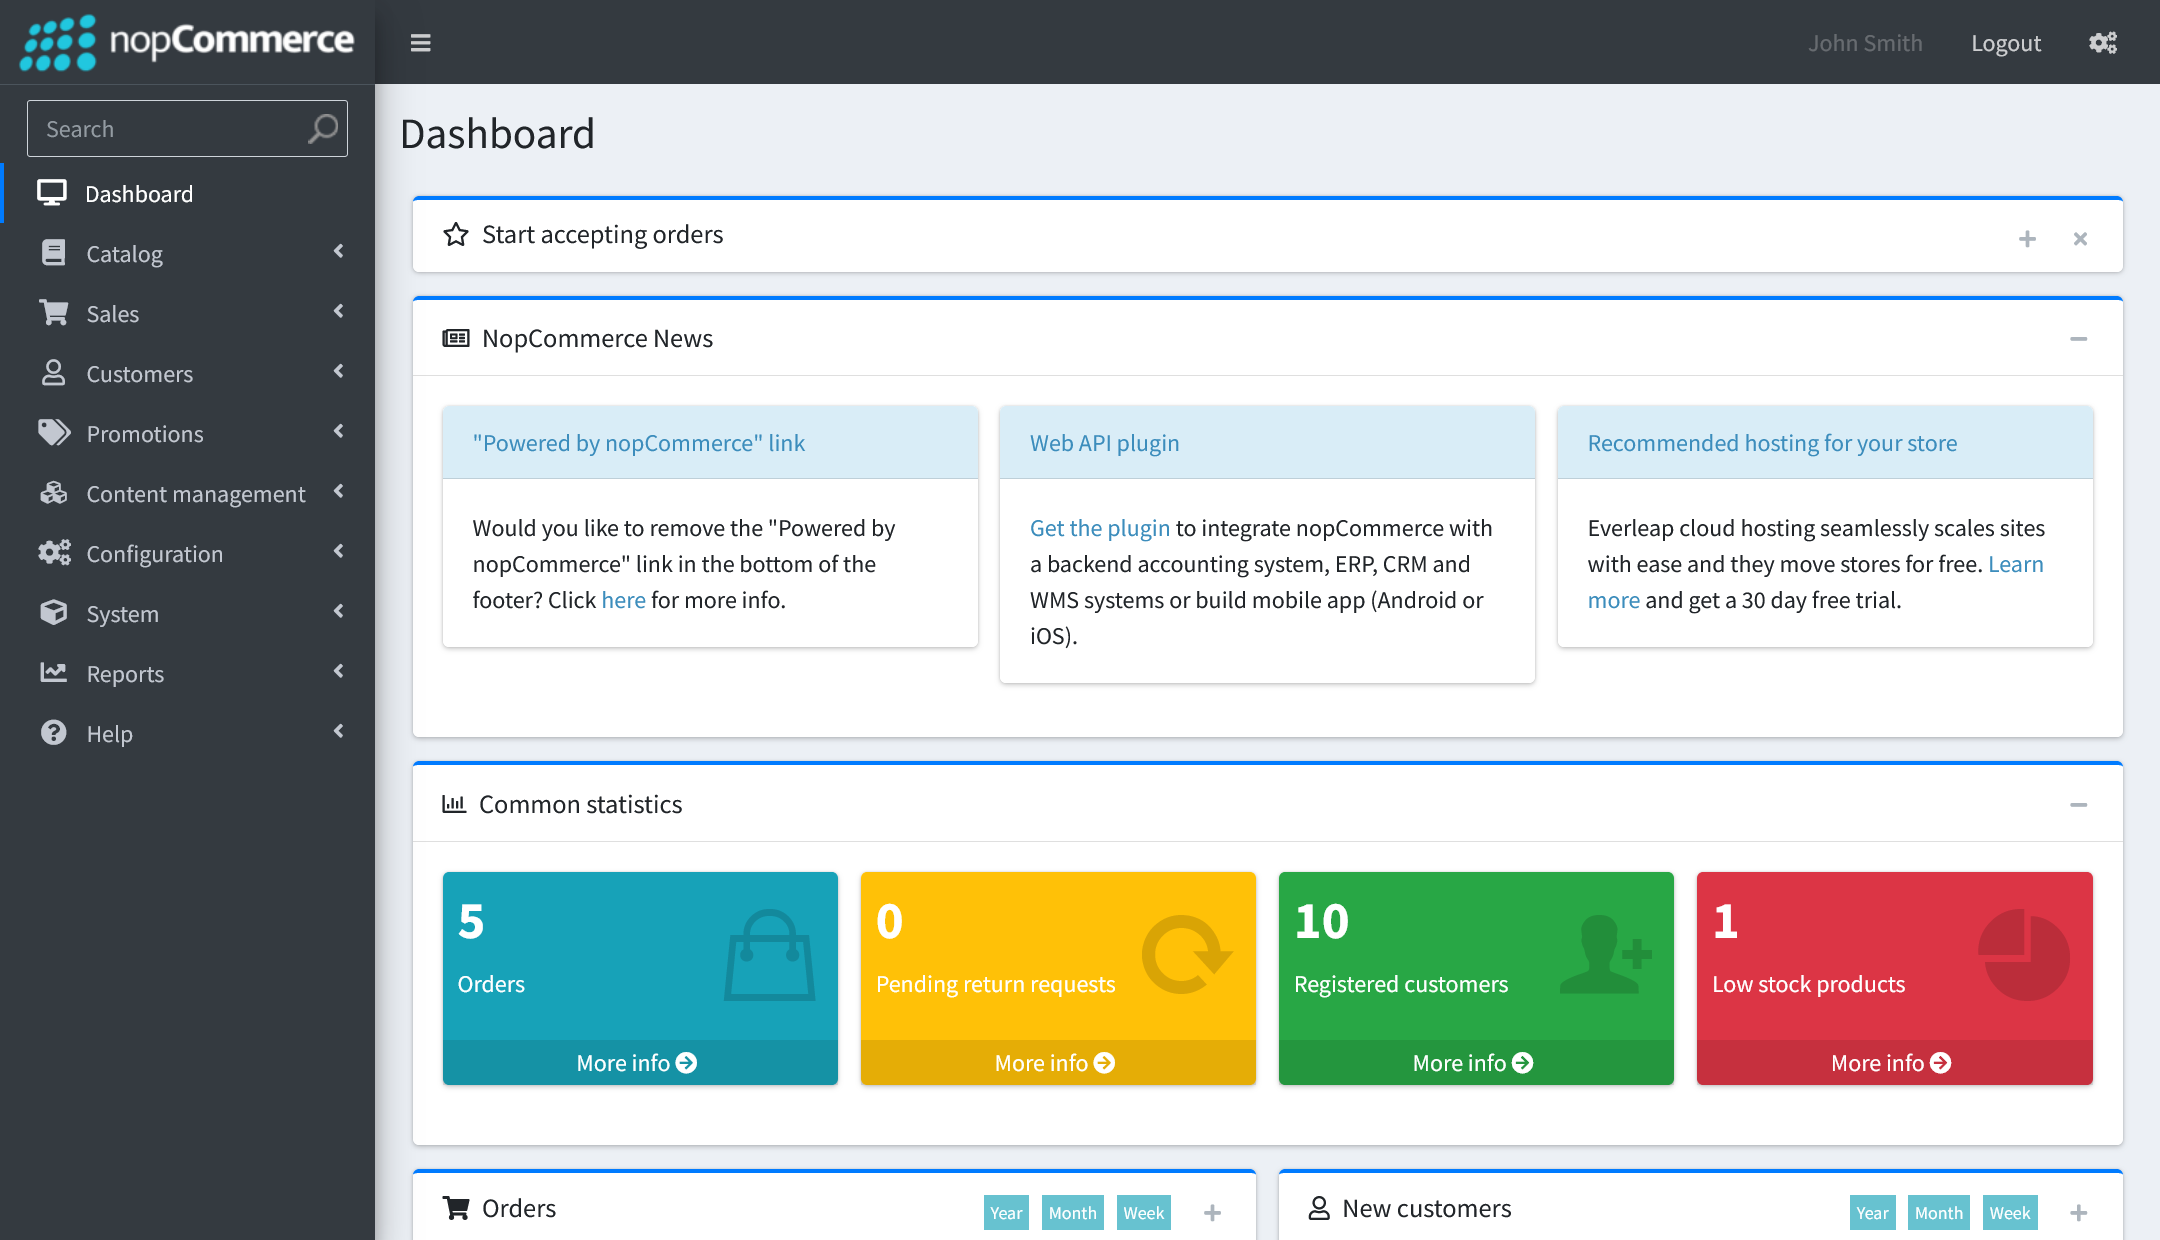 nopCommerce
John Smith
Logout
Search
Dashboard
Catalog
Sales
Customers
Promotions
Content management
Configuration
System
Reports
Help
Dashboard
Start accepting orders
NopCommerce News
"Powered by nopCommerce" link
Would you like to remove the "Powered by
nopCommerce" link in the bottom of the
footer? Click here for more info.
Web API plugin
Get the plugin to integrate nopCommerce with
a backend accounting system, ERP, CRM and
WMS systems or build mobile app (Android or
iOS).
Recommended hosting for your store
Everleap cloud hosting seamlessly scales sites
with ease and they move stores for free. Learn
more and get a 30 day free trial.
Common statistics
5
Orders
More info
0
Pending return requests
More info
10
Registered customers
More info
1
Low stock products
More info
Orders
Year
Month
Week
New customers
Year
Month
Week